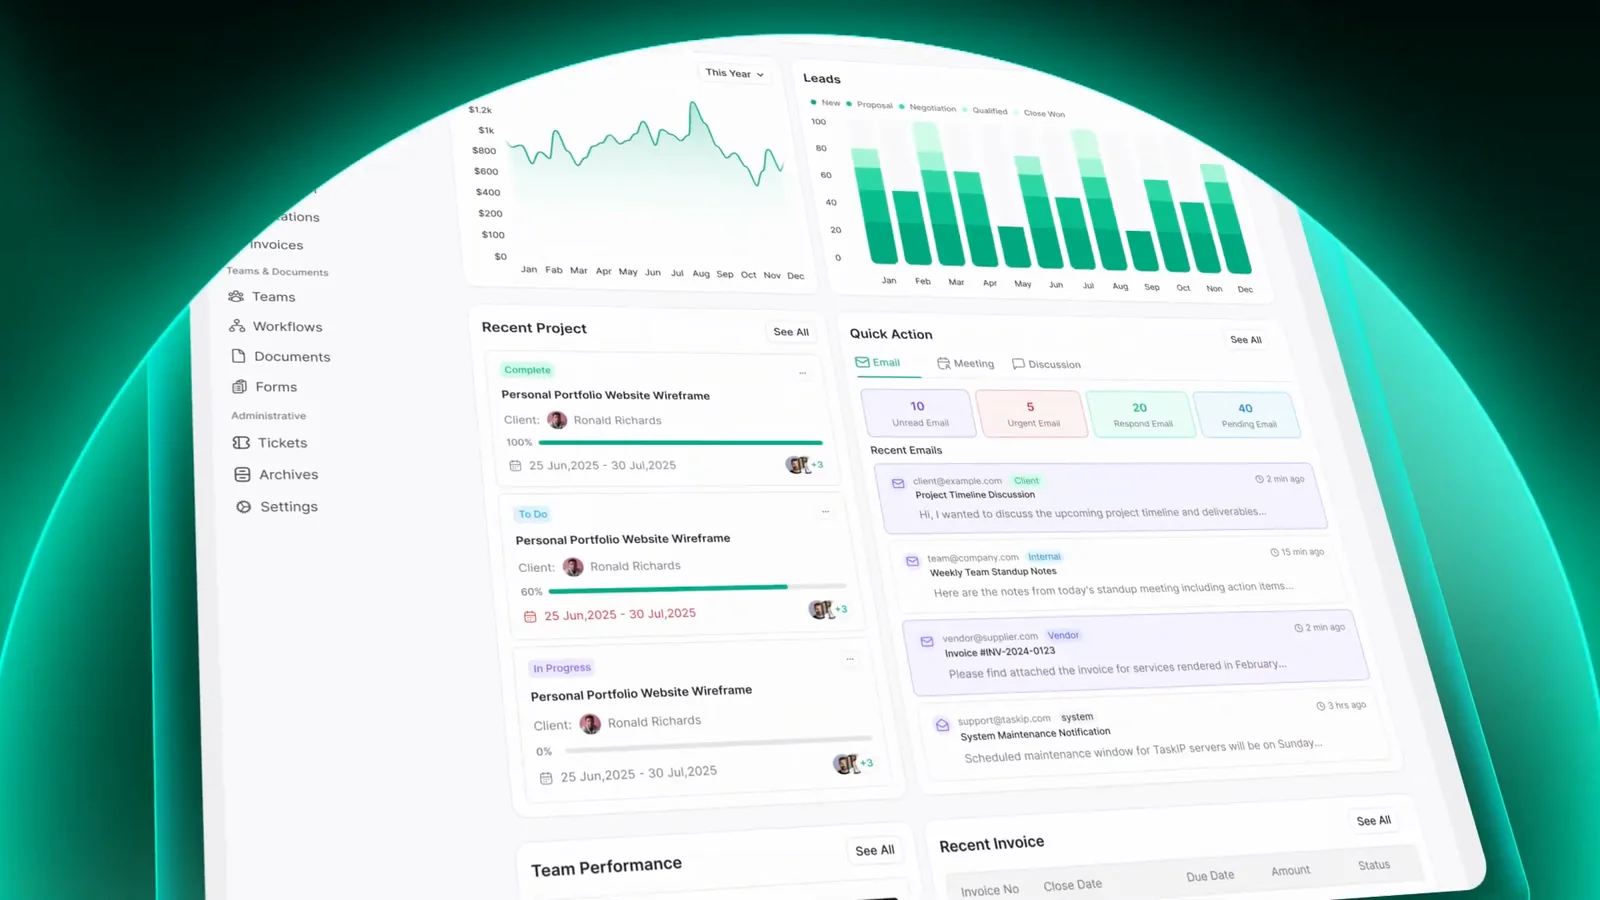 ations
Invoices
Teams & Documents
Teams
Workflows
Documents
Forms
Administrative
Tickets
Archives
Settings
This Year
$1.2k
$1k
$800
$600
$400
$200
$100
$0
Jan Fab Mar Apr May Jun Jul Aug Sep Oct Nov Dec
Leads
New Proposal Negotiation Qualified Close Won
100
80
60
40
20
0
Jan Feb Mar Apr May Jun Jul Aug Sep Oct Non Dec
Recent Project
See All
Complete
...
Personal Portfolio Website Wireframe
Client: Ronald Richards
100%
25 Jun,2025 - 30 Jul,2025
+3
To Do
...
Personal Portfolio Website Wireframe
Client: Ronald Richards
60%
25 Jun,2025 - 30 Jul,2025
+3
In Progress
...
Personal Portfolio Website Wireframe
Client: Ronald Richards
0%
25 Jun,2025 - 30 Jul,2025
+3
Quick Action
See All
Email Meeting Discussion
10
Unread Email
5
Urgent Email
20
Respond Email
40
Pending Email
Recent Emails
client@example.com Client
2 min ago
Project Timeline Discussion
Hi, I wanted to discuss the upcoming project timeline and deliverables...
team@company.com Internal
15 min ago
Weekly Team Standup Notes
Here are the notes from today's standup meeting including action items...
vendor@supplier.com Vendor
2 min ago
Invoice #INV-2024-0123
Please find attached the invoice for services rendered in February...
support@taskip.com system
3 hrs ago
System Maintenance Notification
Scheduled maintenance window for TaskIP servers will be on Sunday...
Team Performance
See All
Recent Invoice
See All
Invoice No Close Date Due Date Amount Status